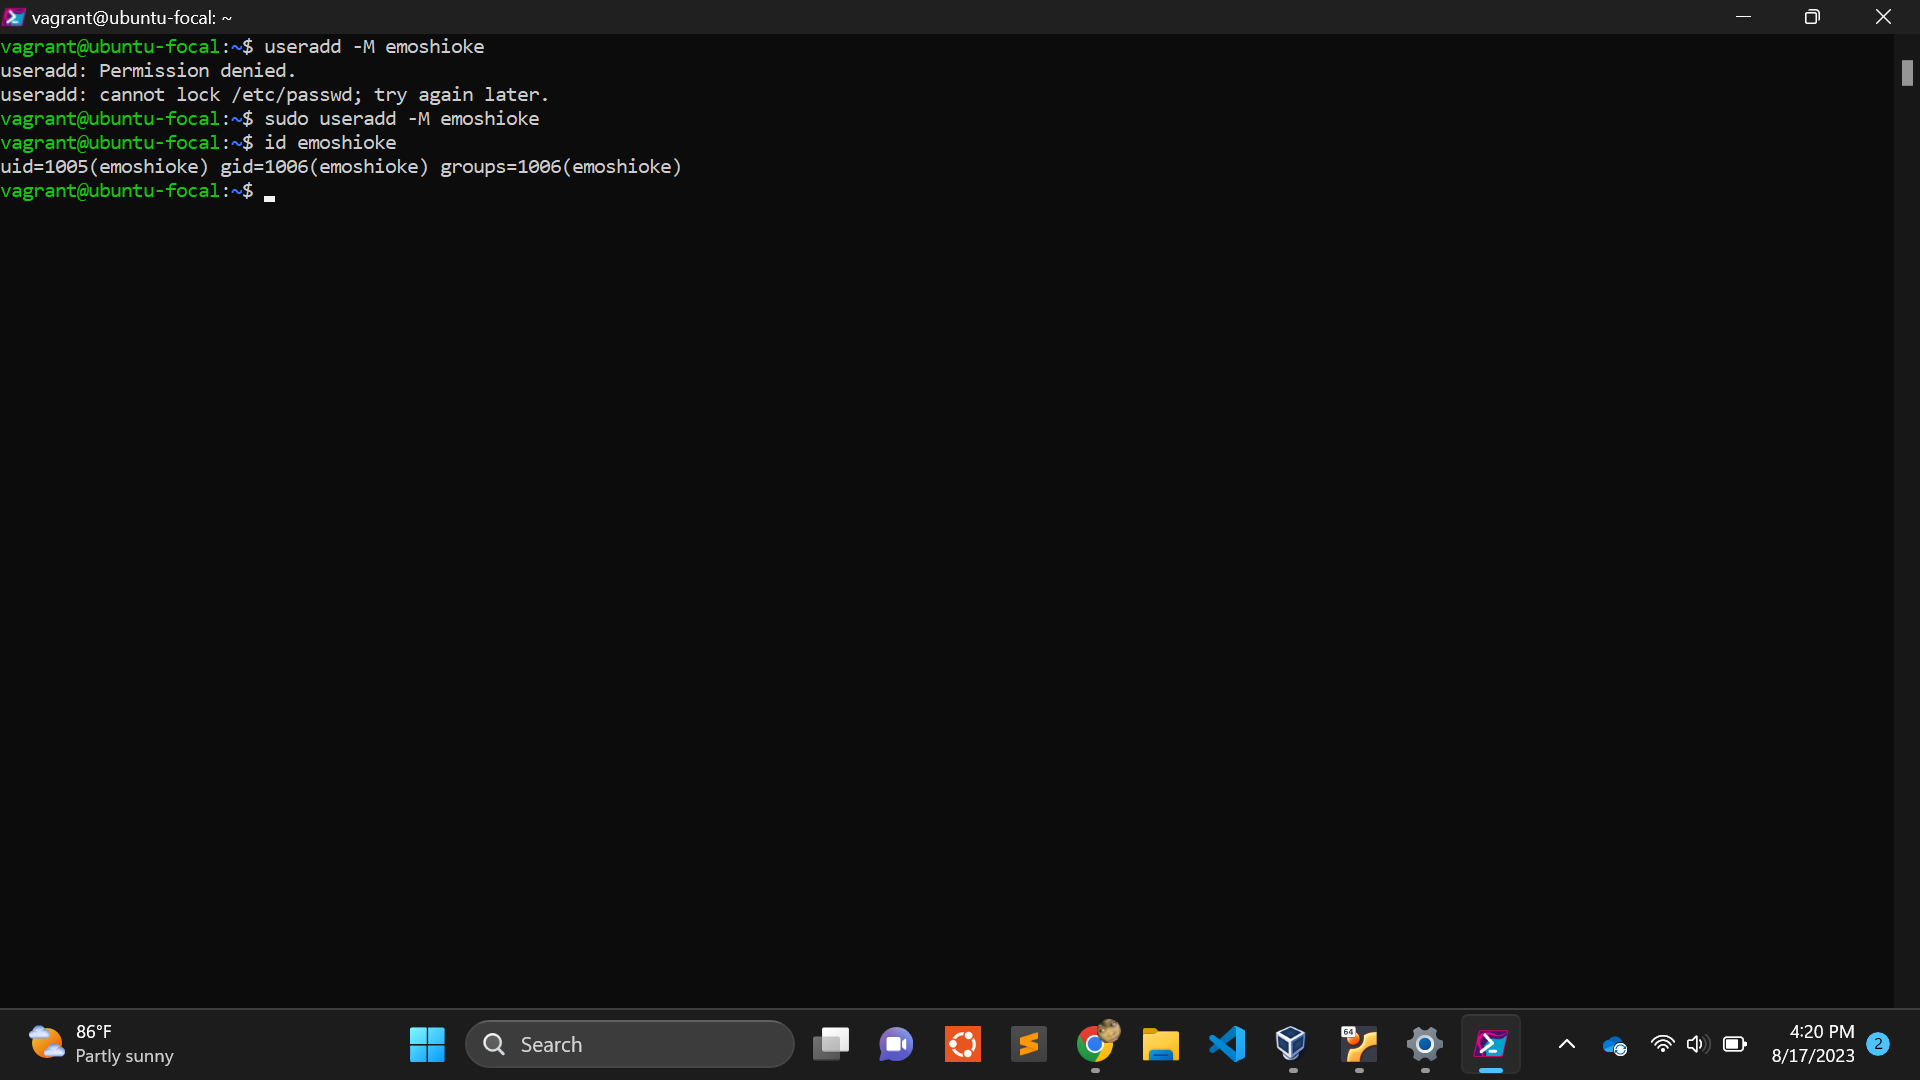 vagrant@ubuntu-focal: ~
vagrant@ubuntu-focal:~$ useradd -M emoshioke
useradd: Permission denied.
useradd: cannot lock /etc/passwd; try again later.
vagrant@ubuntu-focal:~$ sudo useradd -M emoshioke
vagrant@ubuntu-focal:~$ id emoshioke
uid=1005(emoshioke) gid=1006(emoshioke) groups=1006(emoshioke)
vagrant@ubuntu-focal:~$
86°F
Partly sunny
Search
64
4:20 PM
8/17/2023
2